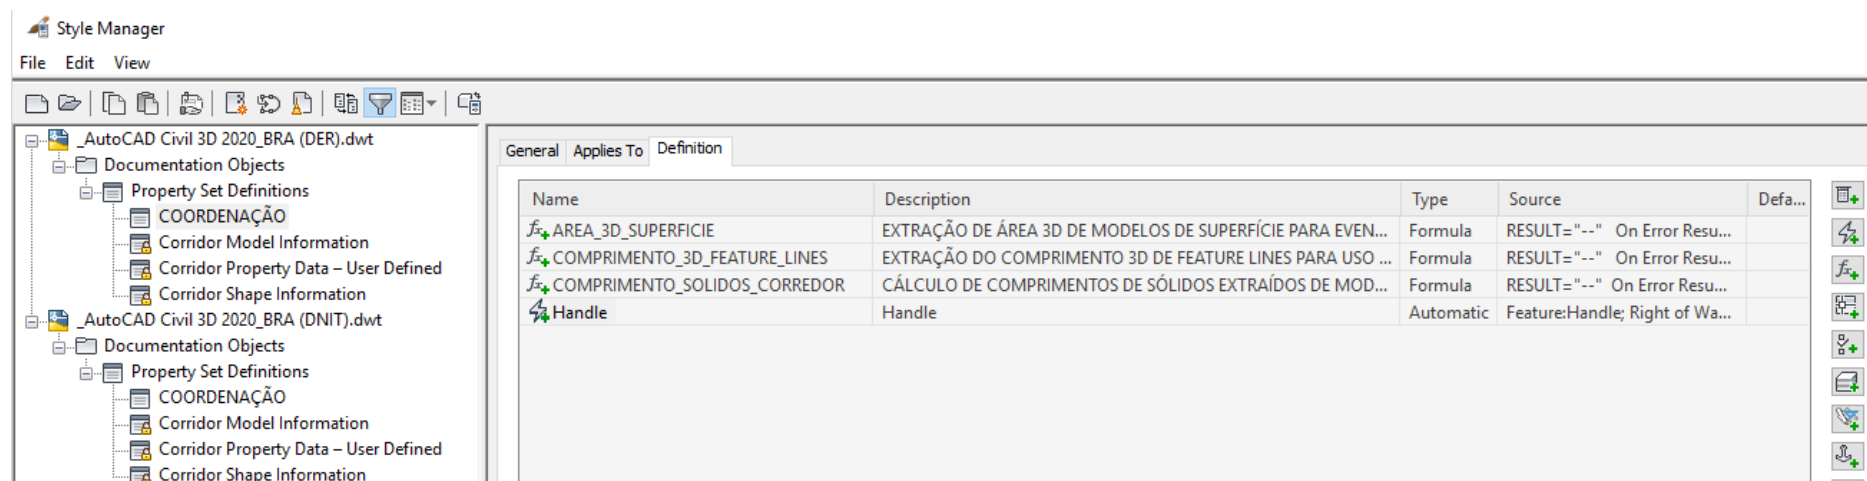 Style Manager
File Edit View
_AutoCAD Civil 3D 2020_BRA (DER).dwt
Documentation Objects
Property Set Definitions
COORDENAÇÃO
Corridor Model Information
Corridor Property Data – User Defined
Corridor Shape Information
_AutoCAD Civil 3D 2020_BRA (DNIT).dwt
Documentation Objects
Property Set Definitions
COORDENAÇÃO
Corridor Model Information
Corridor Property Data – User Defined
Corridor Shape Information
General Applies To Definition
Name Description Type Source Defa...
AREA_3D_SUPERFICIE EXTRAÇÃO DE ÁREA 3D DE MODELOS DE SUPERFÍCIE PARA EVEN... Formula RESULT="--" On Error Resu...
COMPRIMENTO_3D_FEATURE_LINES EXTRAÇÃO DO COMPRIMENTO 3D DE FEATURE LINES PARA USO ... Formula RESULT="--" On Error Resu...
COMPRIMENTO_SOLIDOS_CORREDOR CÁLCULO DE COMPRIMENTOS DE SÓLIDOS EXTRAÍDOS DE MOD... Formula RESULT="--" On Error Resu...
Handle Handle Automatic Feature:Handle; Right of Wa...